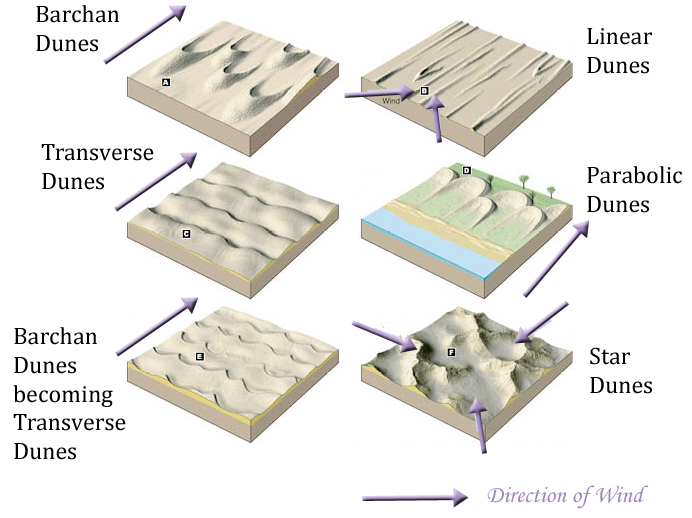 Barchan
Dunes
A
Linear
Dunes
Wind
B
Transverse
Dunes
C
Parabolic
Dunes
D
Barchan
Dunes
becoming
Transverse
Dunes
E
Star
Dunes
F
Direction of Wind